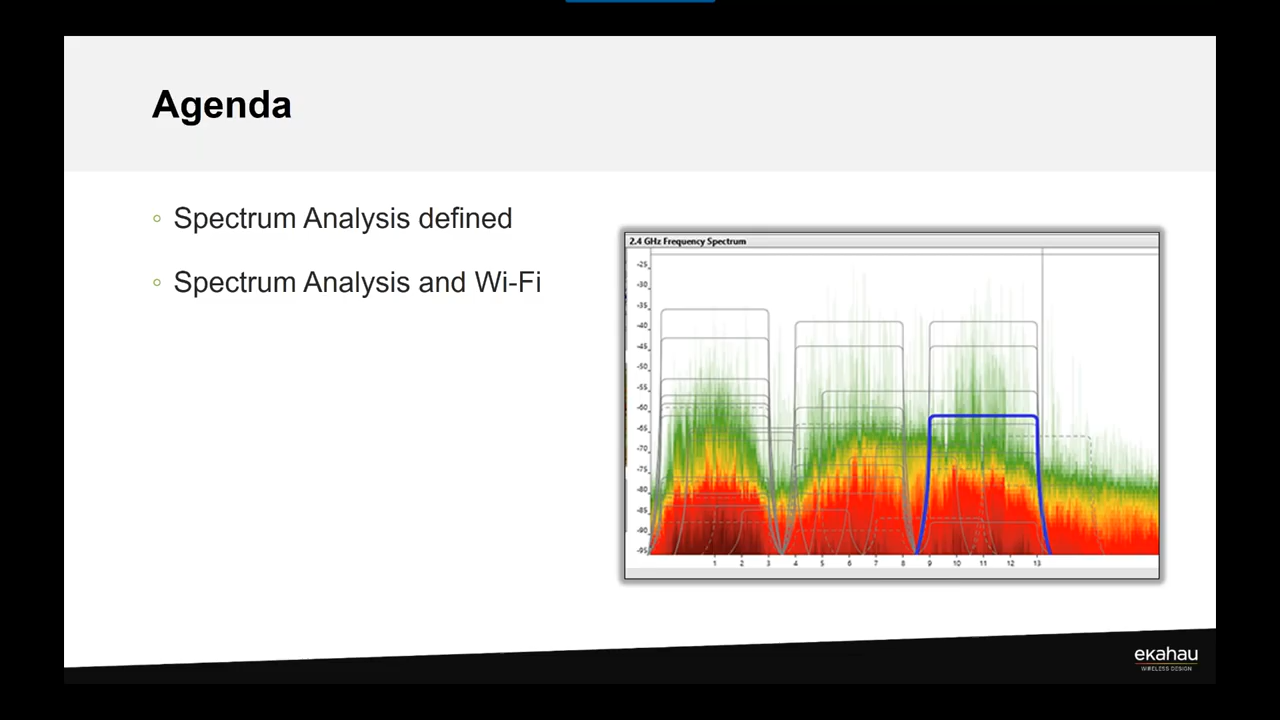 Agenda
◦ Spectrum Analysis defined
◦ Spectrum Analysis and Wi-Fi
2.4 GHz Frequency Spectrum
-25
-30
-35
-40
-45
-50
-55
-60
-65
-70
-75
-80
-85
-90
-95
1 2 3 4 5 6 7 8 9 10 11 12 13
ekahau
WIRELESS DESIGN